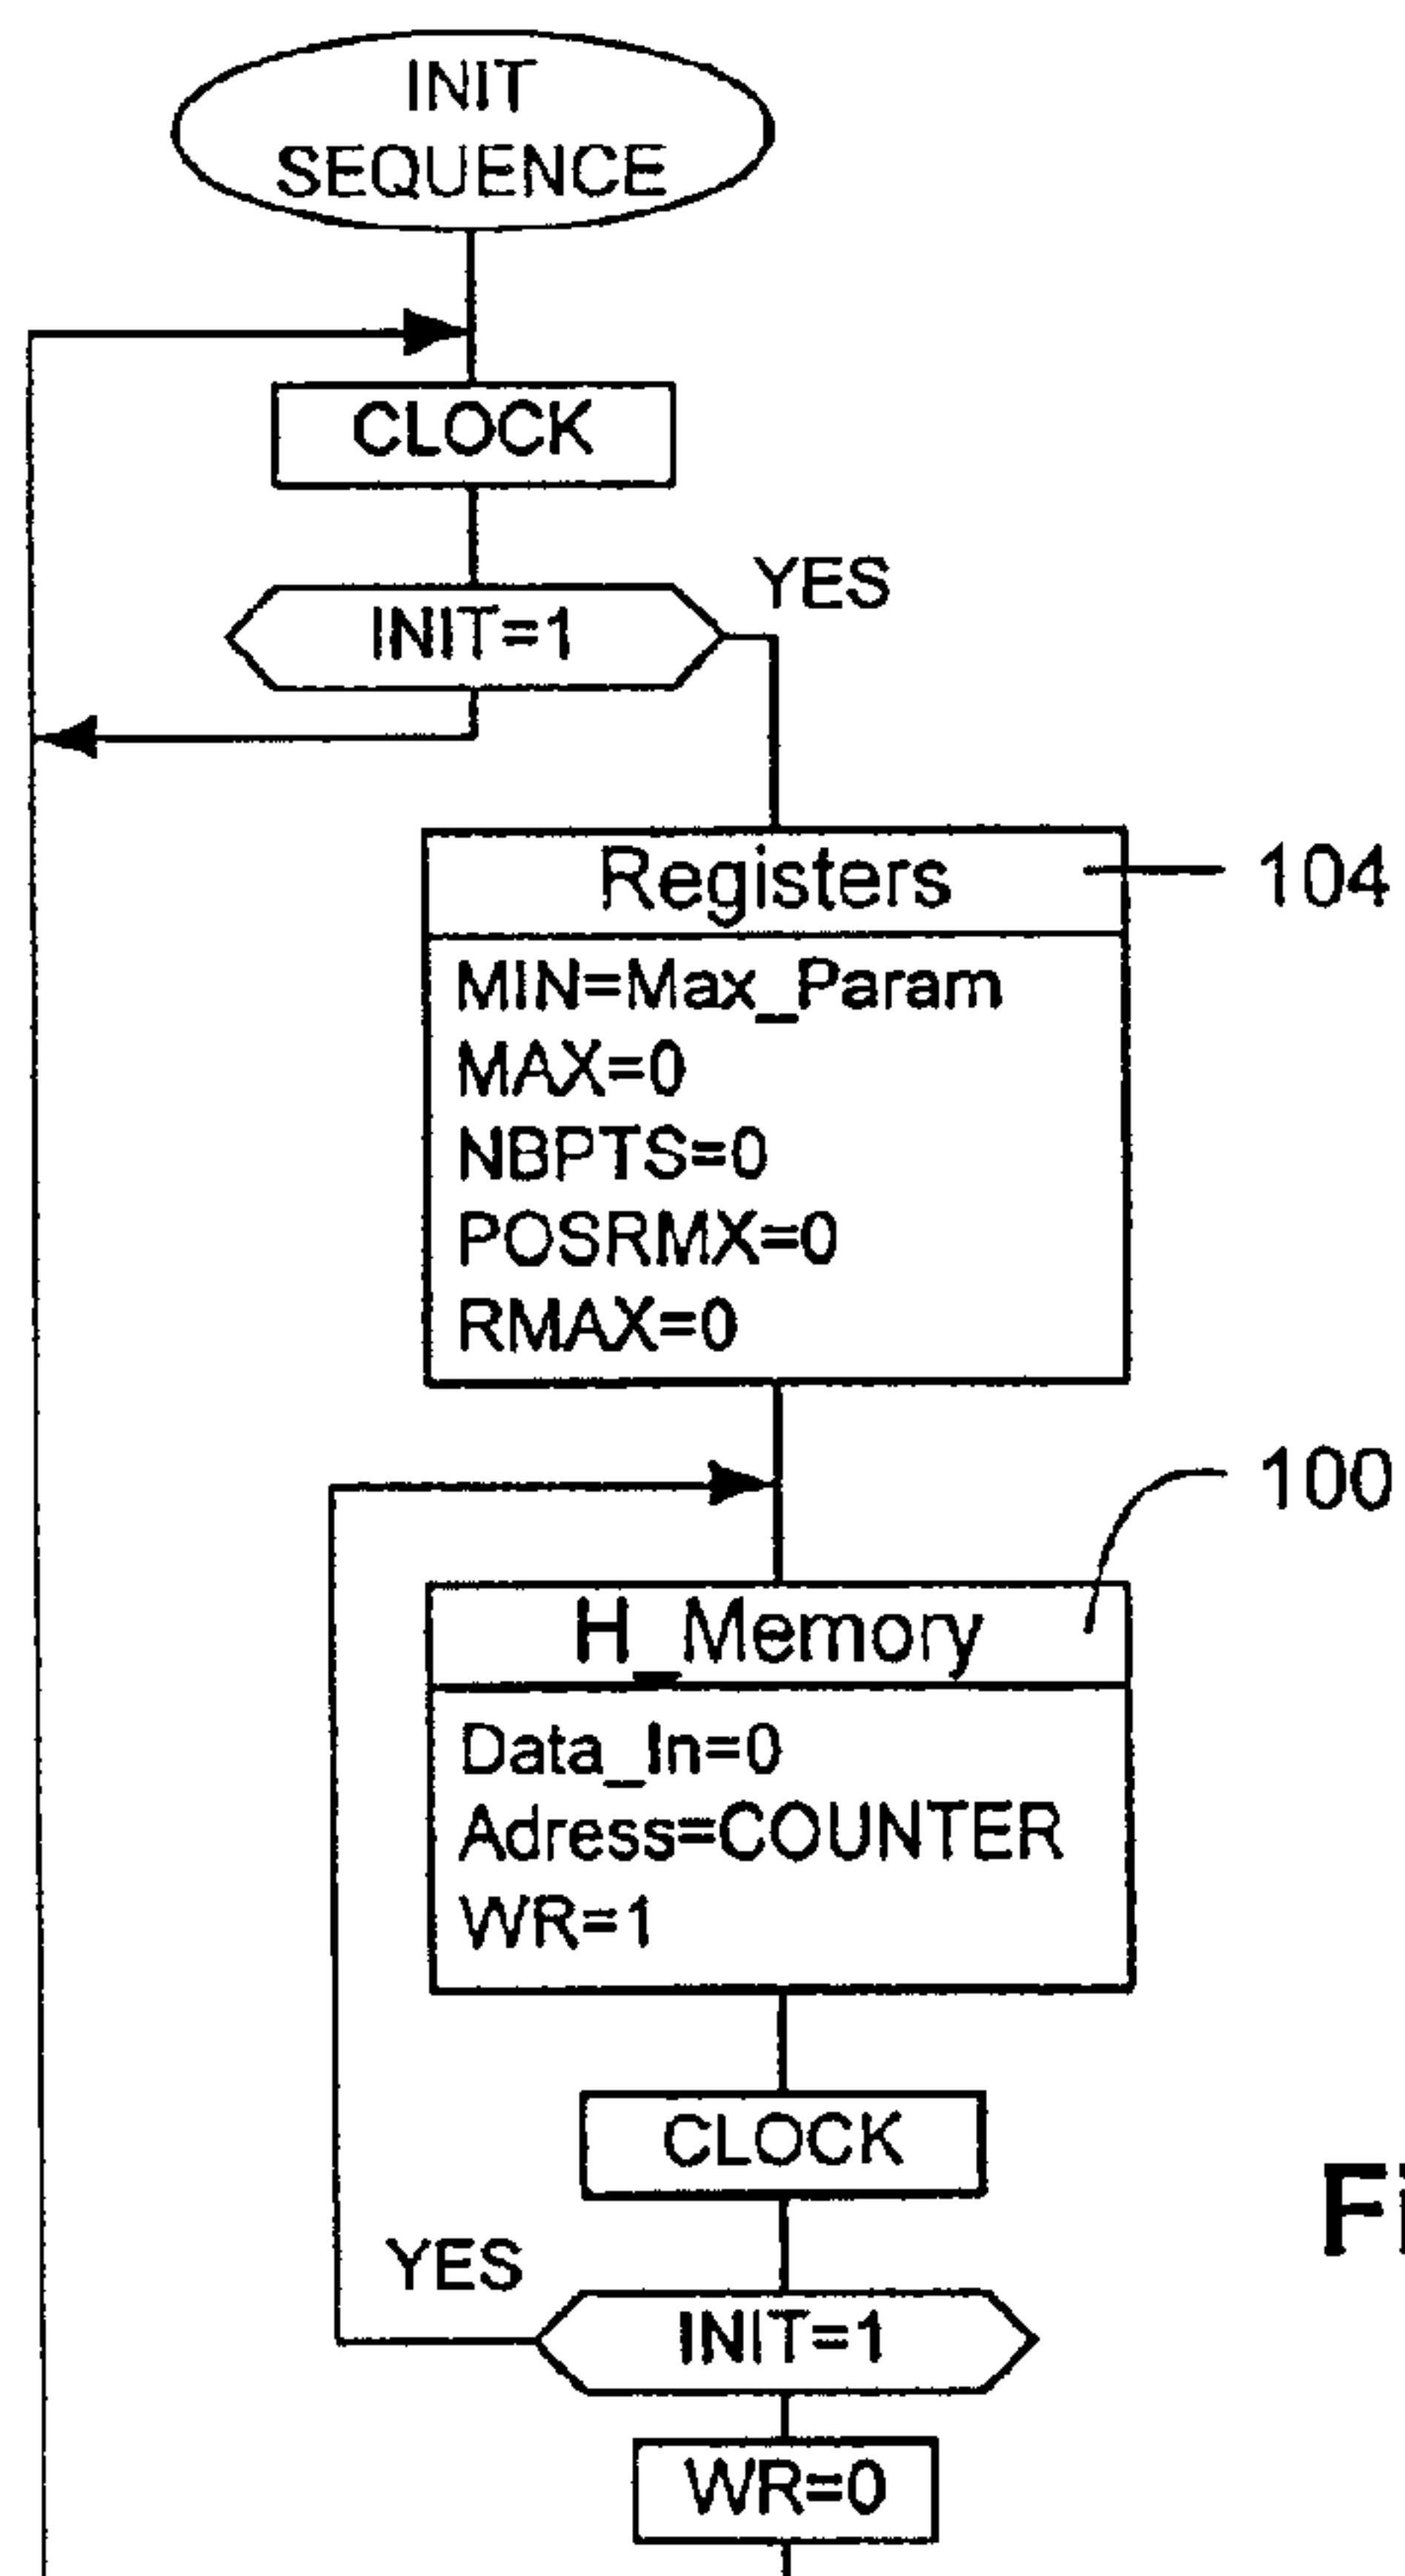 INIT
SEQUENCE
CLOCK
INIT=1
YES
Registers
104
MIN=Max_Param
MAX=0
NBPTS=0
POSRMX=0
RMAX=0
100
H_Memory
Data_In=0
Adress=COUNTER
WR=1
CLOCK
YES
INIT=1
WR=0